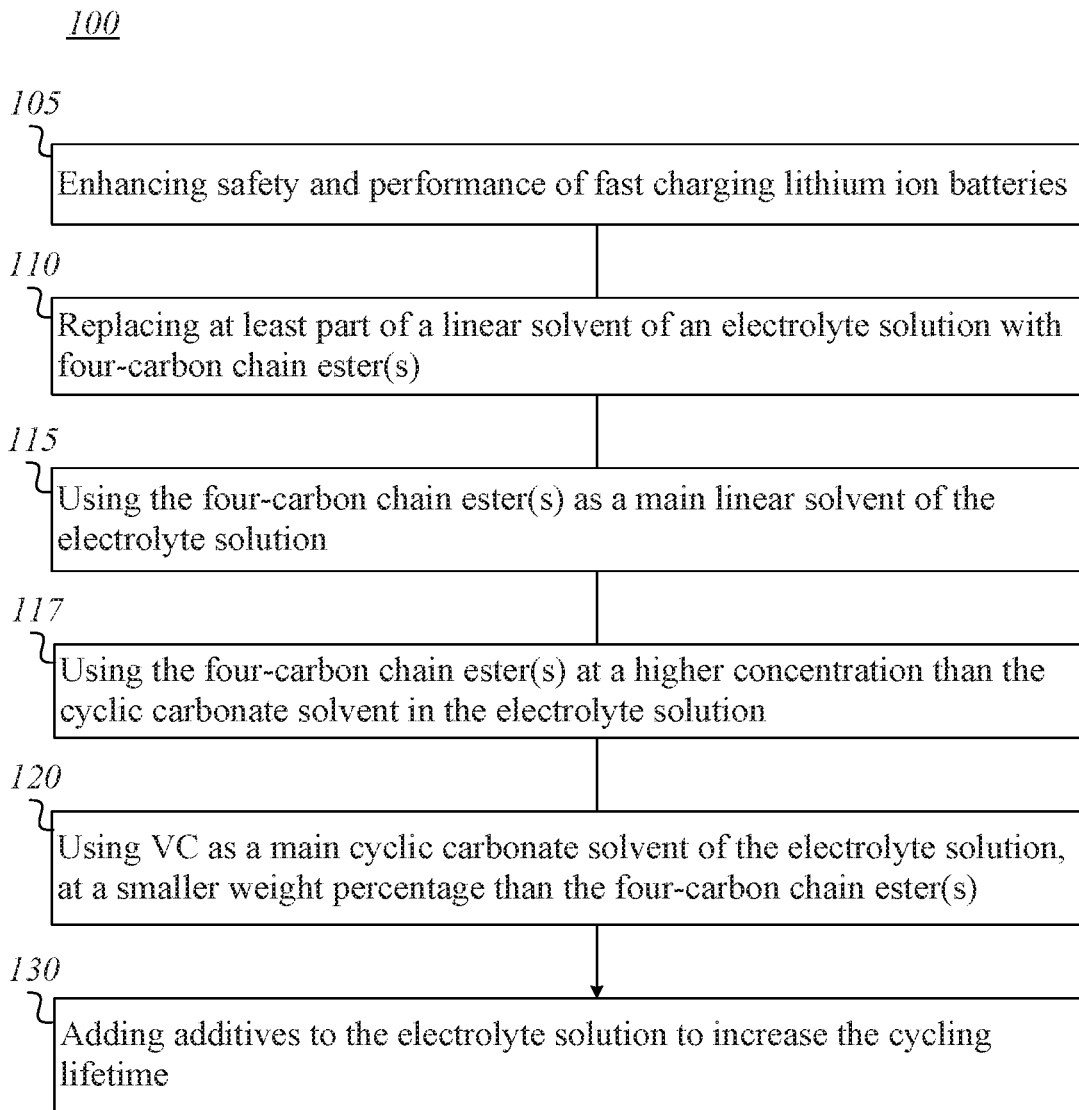 100
105
Enhancing safety and performance of fast charging lithium ion batteries
110
Replacing at least part of a linear solvent of an electrolyte solution with
four-carbon chain ester(s)
115
Using the four-carbon chain ester(s) as a main linear solvent of the
electrolyte solution
117
Using the four-carbon chain ester(s) at a higher concentration than the
cyclic carbonate solvent in the electrolyte solution
120
Using VC as a main cyclic carbonate solvent of the electrolyte solution,
at a smaller weight percentage than the four-carbon chain ester(s)
130
Adding additives to the electrolyte solution to increase the cycling
lifetime